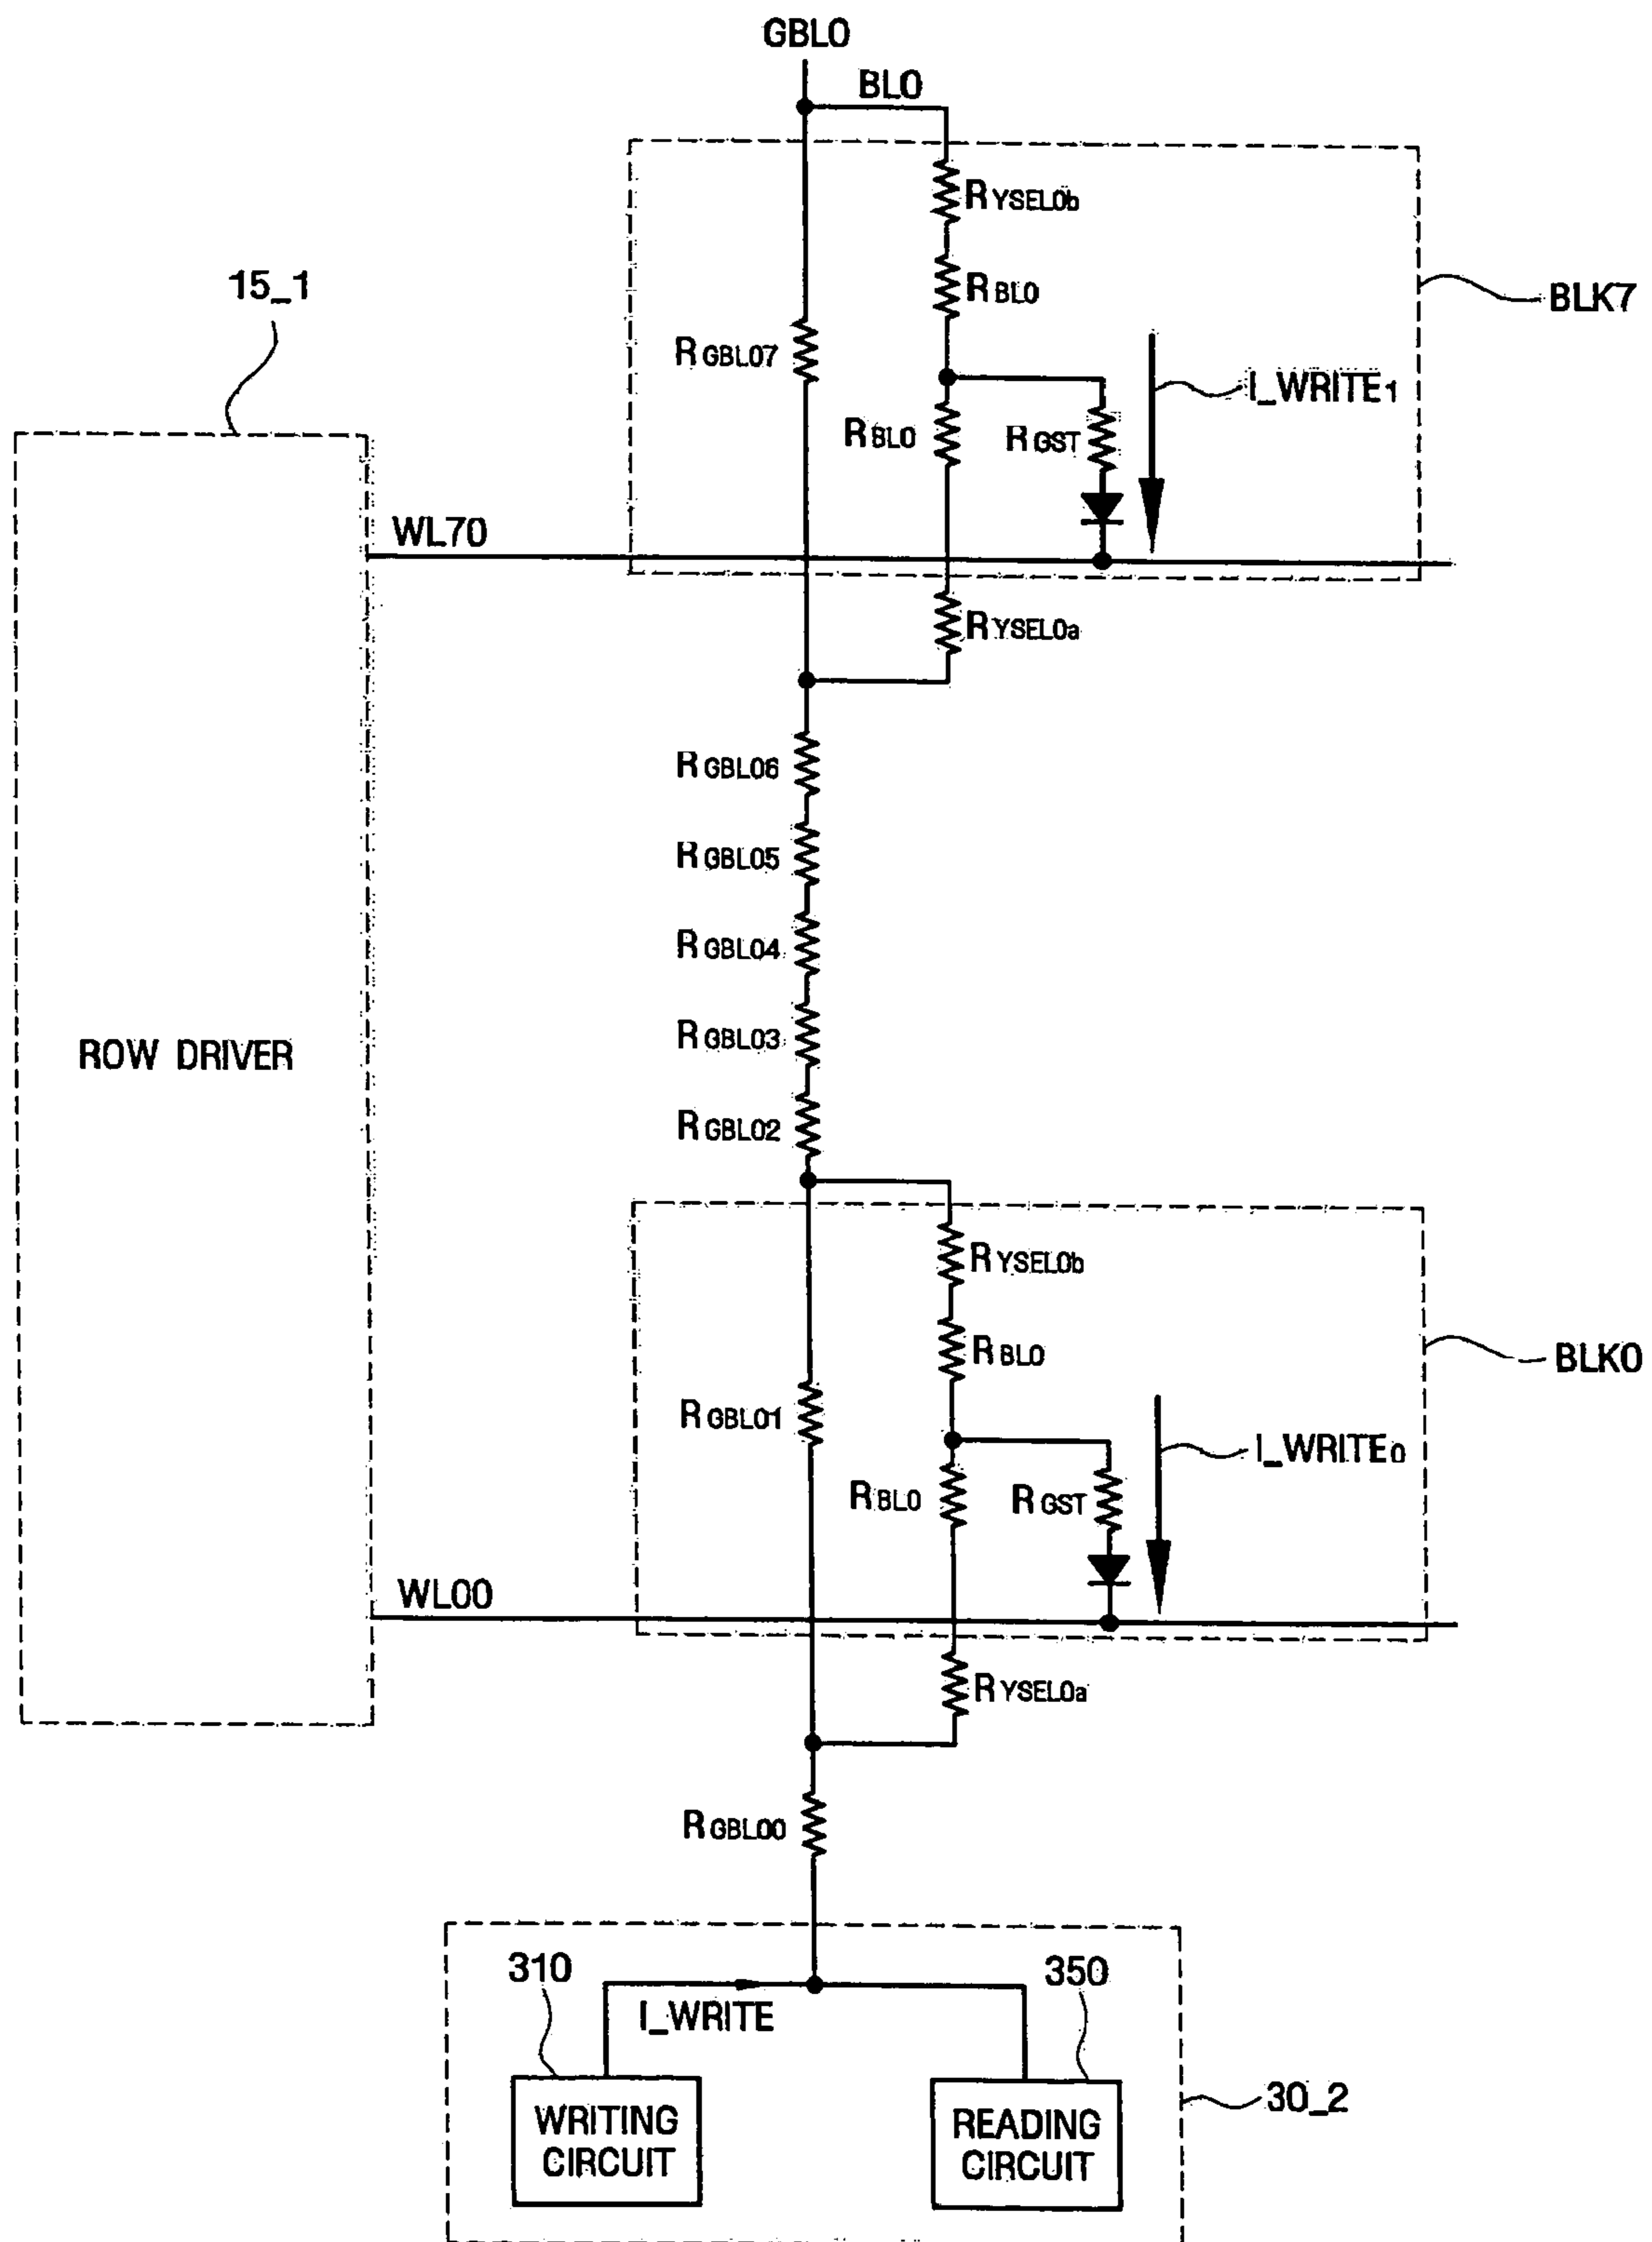 GBL0
BL0
RYSEL0b
15_1
RBL0
BLK7
RGBL07
I_WRITE1
RBL0
RGST
WL70
RYSEL0a
RGBL06
RGBL05
RGBL04
RGBL03
ROW DRIVER
RGBL02
RYSEL0b
RBL0
BLK0
RGBL01
I_WRITE0
RBL0
RGST
WL00
RYSEL0a
RGBL00
310
350
I_WRITE
30_2
WRITING
CIRCUIT
READING
CIRCUIT